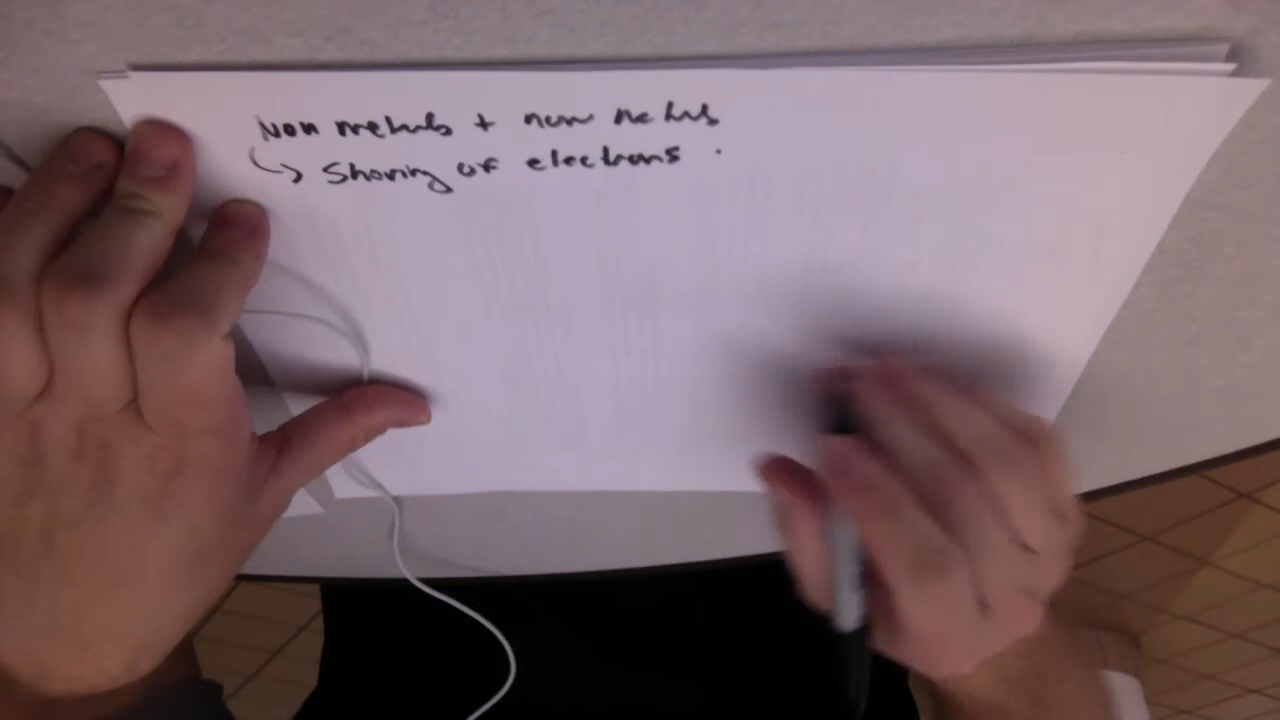 Non metals + non metals
↳ Sharing of electrons .